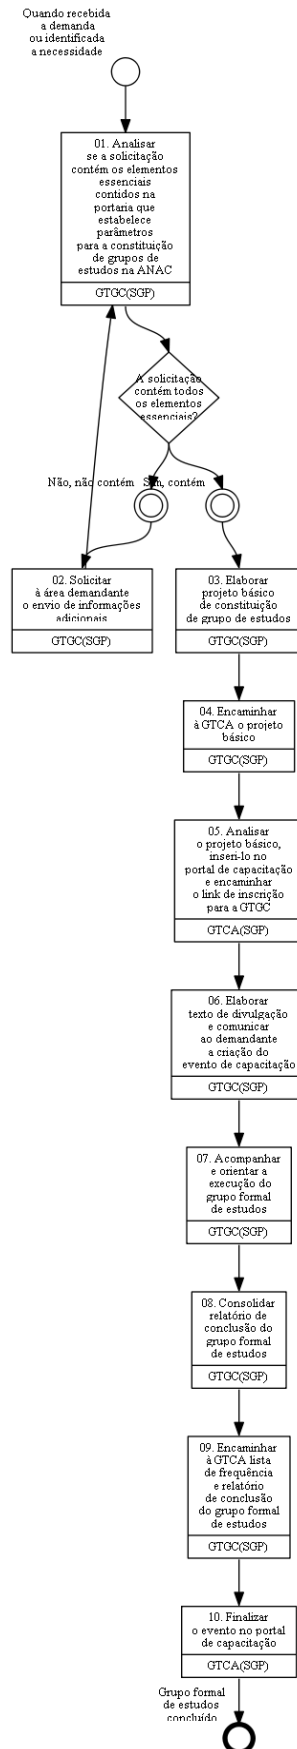 Quando recebida
a demanda
ou identificada
a necessidade
01. Analisar
se a solicitação
contém os elementos
essenciais
contidos na
portaria que
estabelece
parâmetros
para a constituição
de grupos de
estudos na ANAC
GTGC(SGP)
A solicitação
contém todos
os elementos
essenciais?
Não, não contém
Sim, contém
02. Solicitar
à área demandante
o envio de informações
adicionais
GTGC(SGP)
03. Elaborar
projeto básico
de constituição
de grupo de estudos
GTGC(SGP)
04. Encaminhar
à GTCA o projeto
básico
GTGC(SGP)
05. Analisar
o projeto básico,
inseri-lo no
portal de capacitação
e encaminhar
o link de inscrição
para a GTGC
GTCA(SGP)
06. Elaborar
texto de divulgação
e comunicar
ao demandante
a criação do
evento de capacitação
GTGC(SGP)
07. Acompanhar
e orientar a
execução do
grupo formal
de estudos
GTGC(SGP)
08. Consolidar
relatório de
conclusão do
grupo formal
de estudos
GTGC(SGP)
09. Encaminhar
à GTCA lista
de frequência
e relatório
de conclusão
do grupo formal
de estudos
GTGC(SGP)
10. Finalizar
o evento no portal
de capacitação
GTCA(SGP)
Grupo formal
de estudos
concluído